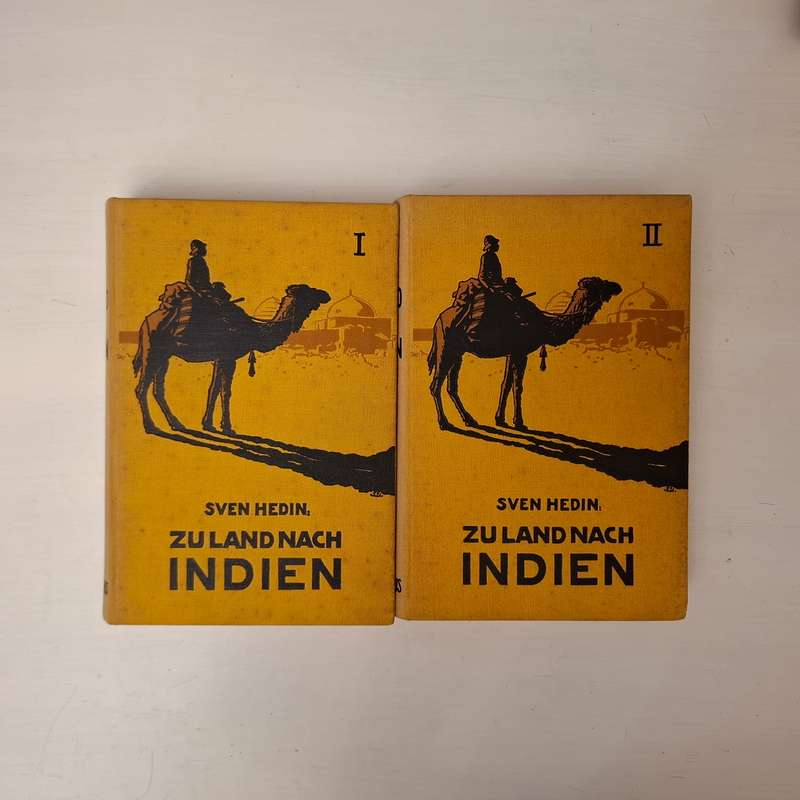 I
SVEN HEDIN:
ZU LAND NACH
INDIEN
II
SVEN HEDIN:
ZU LAND NACH
INDIEN